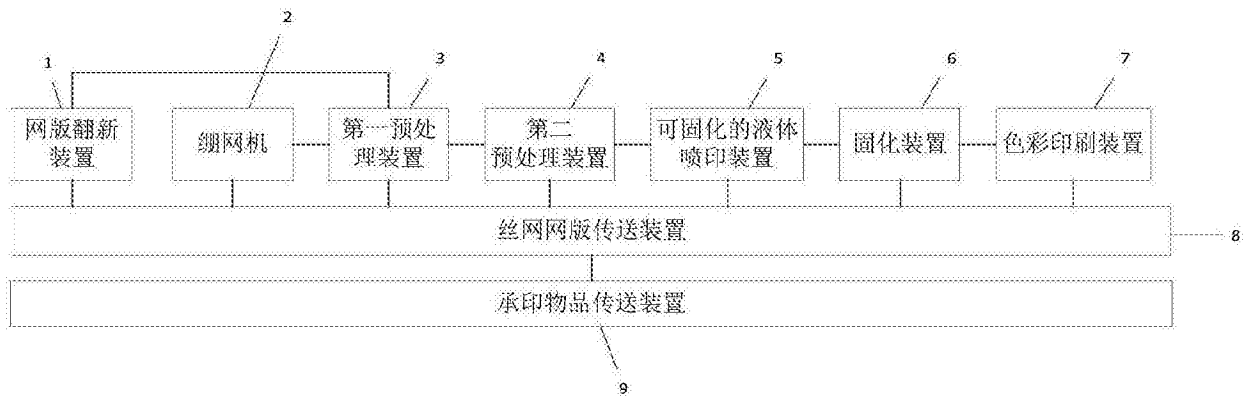 2
1
3
4
5
6
7
网版翻新
装置
绷网机
第一预处
理装置
第二
预处理装置
可固化的液体
喷印装置
固化装置
色彩印刷装置
丝网网版传送装置
8
承印物品传送装置
9